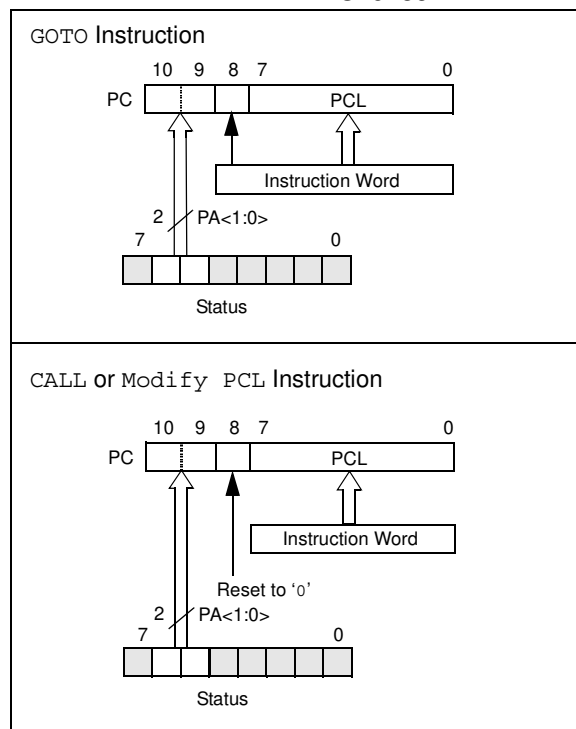 GOTO Instruction
10 9 8 7 0
PC PCL
Instruction Word
2 PA<1:0>
7 0
Status
CALL or Modify PCL Instruction
10 9 8 7 0
PC PCL
Instruction Word
Reset to ‘0’
2 PA<1:0>
7 0
Status